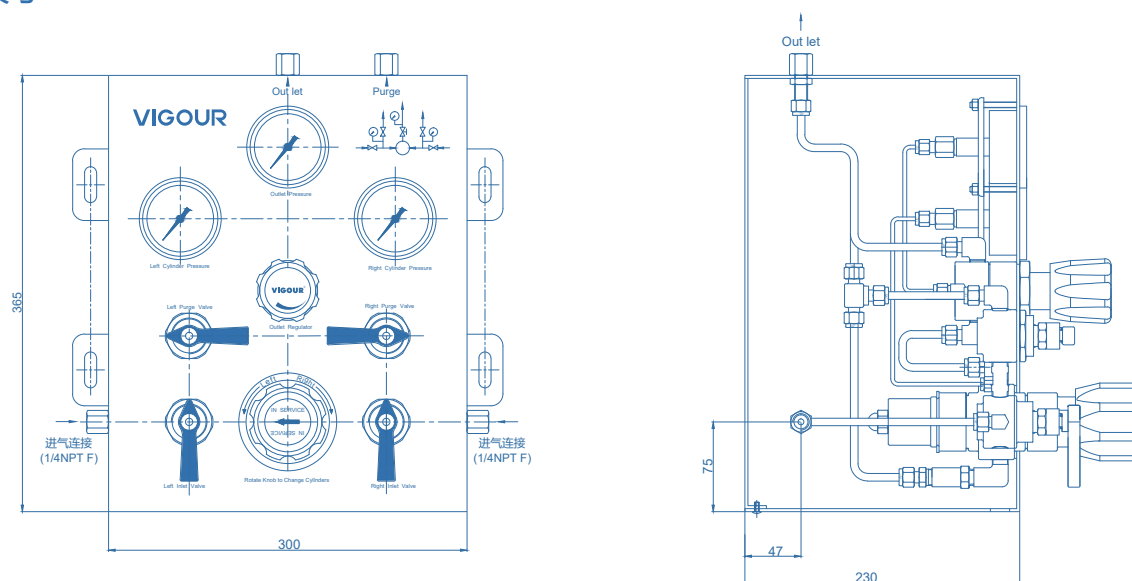 Out let
Purge
VIGOUR
Outlet Pressure
Left Cylinder Pressure
Right Cylinder Pressure
VIGOUR
Left Purge Valve
Right Purge Valve
Outlet Regulator
Left Right
IN SERVICE
IN SERVICE
进气连接
(1/4NPT F)
进气连接
(1/4NPT F)
Left Inlet Valve
Rotate Knob to Change Cylinders
Right Inlet Valve
365
300
Out let
75
47
230